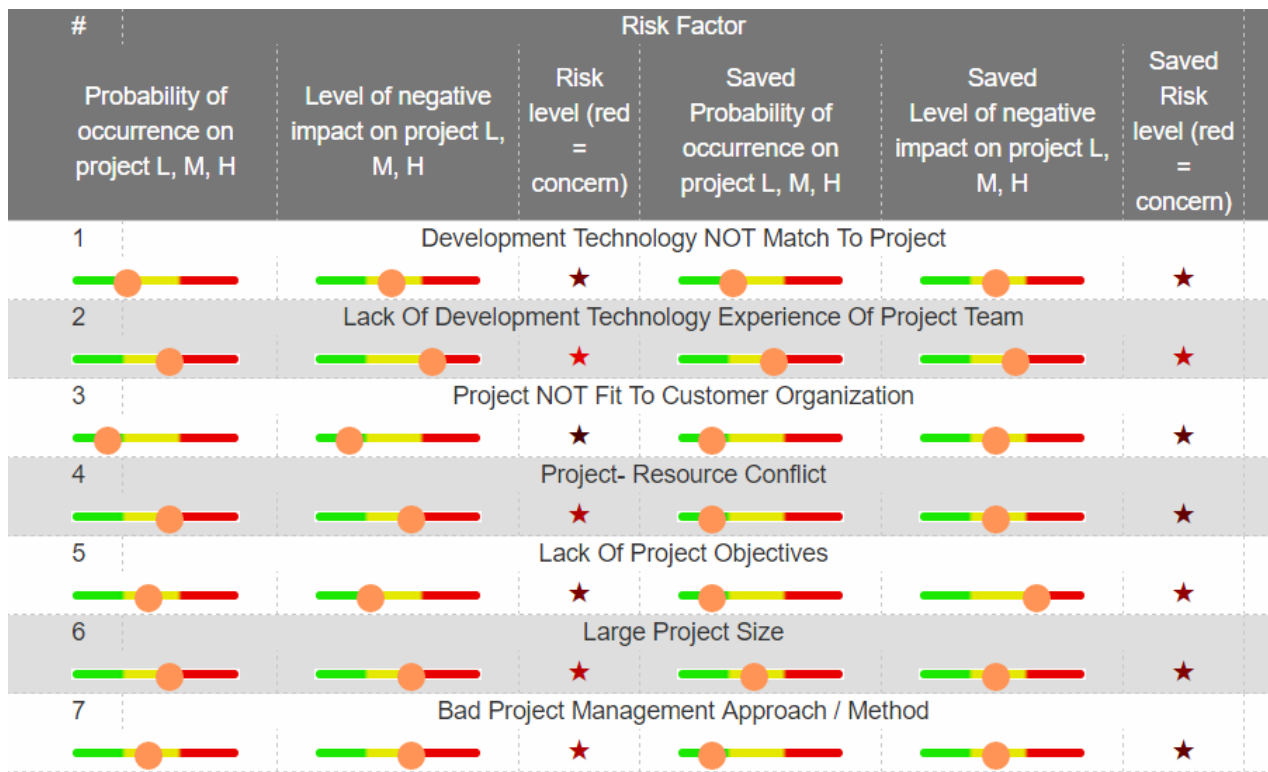 # Risk Factor
Probability of occurrence on project L, M, H
Level of negative impact on project L, M, H
Risk level (red = concern)
Saved Probability of occurrence on project L, M, H
Saved Level of negative impact on project L, M, H
Saved Risk level (red = concern)
1 Development Technology NOT Match To Project
2 Lack Of Development Technology Experience Of Project Team
3 Project NOT Fit To Customer Organization
4 Project- Resource Conflict
5 Lack Of Project Objectives
6 Large Project Size
7 Bad Project Management Approach / Method